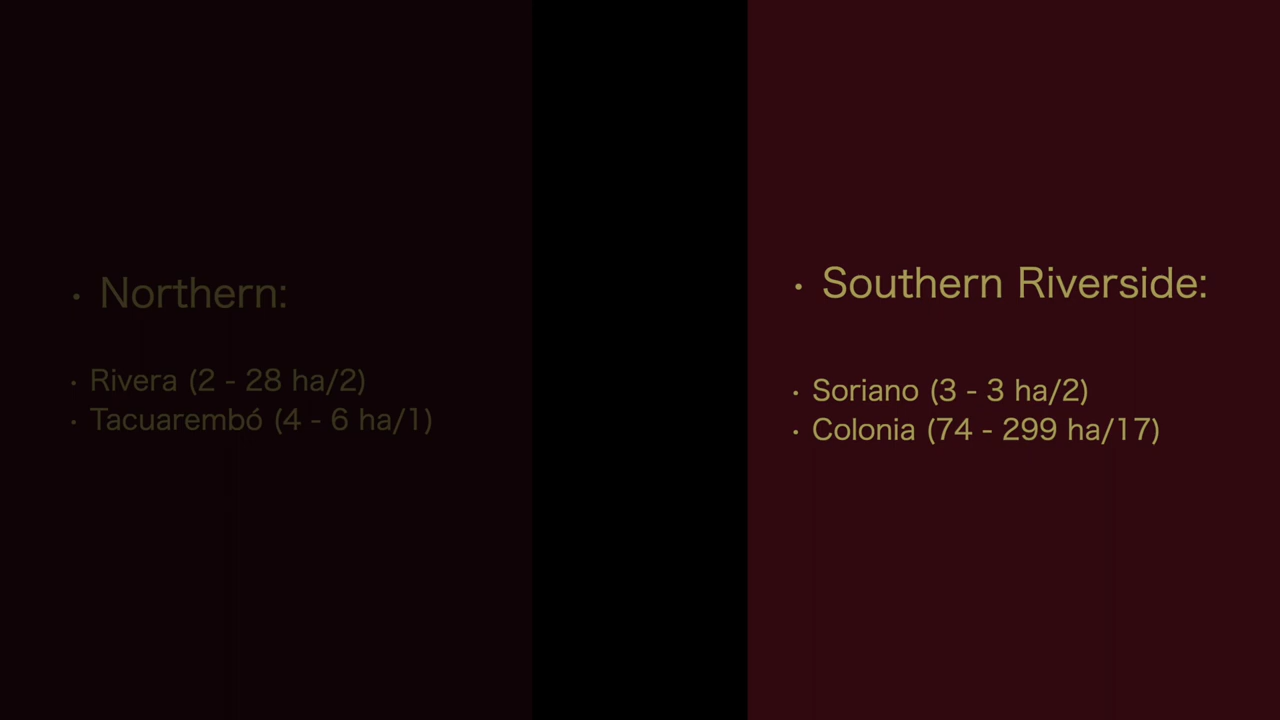 • Northern:
• Rivera (2 - 28 ha/2)
• Tacuarembó (4 - 6 ha/1)
• Southern Riverside:
• Soriano (3 - 3 ha/2)
• Colonia (74 - 299 ha/17)